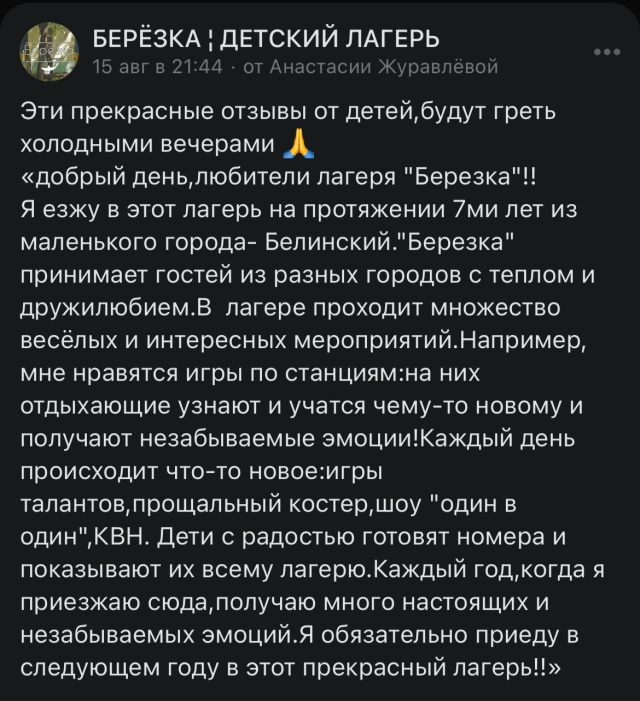 БЕРЁЗКА ¦ ДЕТСКИЙ ЛАГЕРЬ
15 авг в 21:44 · от Анастасии Журавлёвой
Эти прекрасные отзывы от детей,будут греть
холодными вечерами 🙏
«добрый день,любители лагеря "Березка"!!
Я езжу в этот лагерь на протяжении 7ми лет из
маленького города- Белинский."Березка"
принимает гостей из разных городов с теплом и
дружилюбием.В  лагере проходит множество
весёлых и интересных мероприятий.Например,
мне нравятся игры по станциям:на них
отдыхающие узнают и учатся чему-то новому и
получают незабываемые эмоции!Каждый день
происходит что-то новое:игры
талантов,прощальный костер,шоу "один в
один",КВН. Дети с радостью готовят номера и
показывают их всему лагерю.Каждый год,когда я
приезжаю сюда,получаю много настоящих и
незабываемых эмоций.Я обязательно приеду в
следующем году в этот прекрасный лагерь!!»